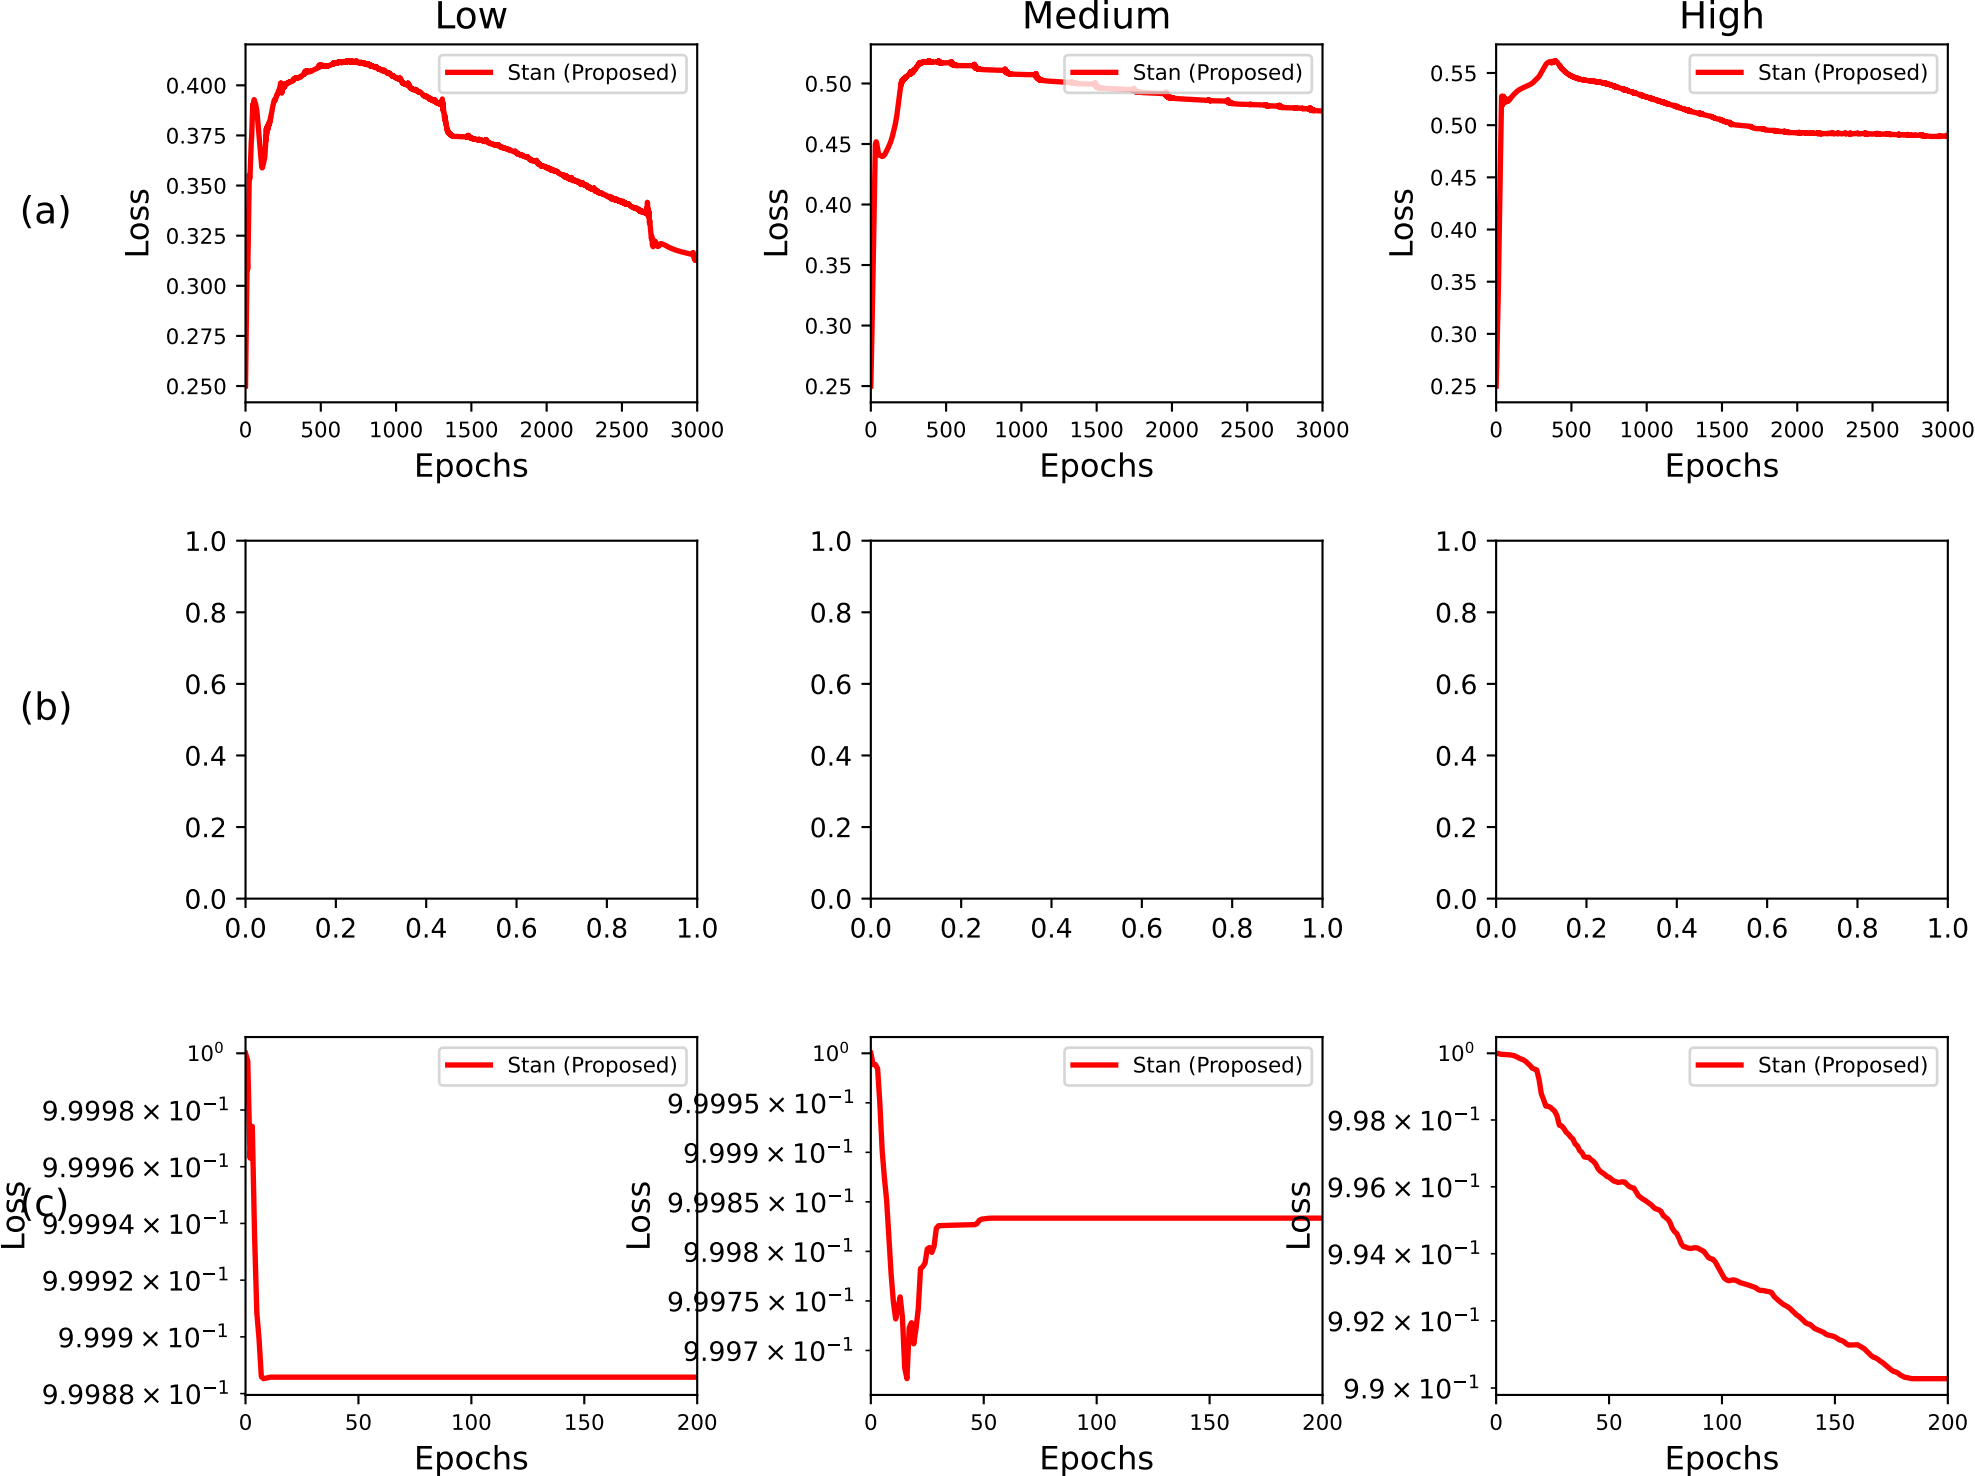 Low Medium High
0.400 0.375 0.350 0.325 0.300 0.275 0.250
Stan (Proposed)
(a)
Loss
0 500 1000 1500 2000 2500 3000
Epochs
0.50 0.45 0.40 0.35 0.30 0.25
Stan (Proposed)
Loss
0 500 1000 1500 2000 2500 3000
Epochs
0.55 0.50 0.45 0.40 0.35 0.30 0.25
Stan (Proposed)
Loss
0 500 1000 1500 2000 2500 3000
Epochs
(b)
1.0 0.8 0.6 0.4 0.2 0.0
0.0 0.2 0.4 0.6 0.8 1.0
1.0 0.8 0.6 0.4 0.2 0.0
0.0 0.2 0.4 0.6 0.8 1.0
1.0 0.8 0.6 0.4 0.2 0.0
0.0 0.2 0.4 0.6 0.8 1.0
(c)
Loss
10⁰
9.9998 × 10⁻¹
9.9996 × 10⁻¹
9.9994 × 10⁻¹
9.9992 × 10⁻¹
9.999 × 10⁻¹
9.9988 × 10⁻¹
Stan (Proposed)
0 50 100 150 200
Epochs
Loss
10⁰
9.9995 × 10⁻¹
9.999 × 10⁻¹
9.9985 × 10⁻¹
9.998 × 10⁻¹
9.9975 × 10⁻¹
9.997 × 10⁻¹
Stan (Proposed)
0 50 100 150 200
Epochs
Loss
10⁰
9.98 × 10⁻¹
9.96 × 10⁻¹
9.94 × 10⁻¹
9.92 × 10⁻¹
9.9 × 10⁻¹
Stan (Proposed)
0 50 100 150 200
Epochs